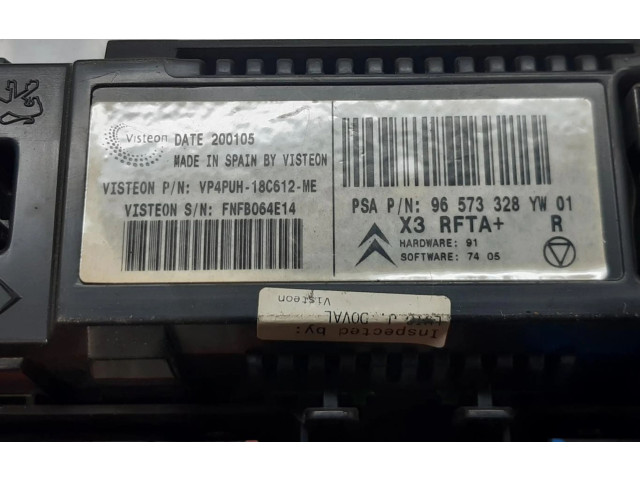 Visteon DATE 200105
MADE IN SPAIN BY VISTEON
VISTEON P/N: VP4PUH-18C612-ME
VISTEON S/N: FNFB064E14
PSA P/N: 96 573 328 YW 01
X3 RFTA+ R
HARDWARE: 91
SOFTWARE: 74 05
Inspected by:
J. DOVAL
Visteon